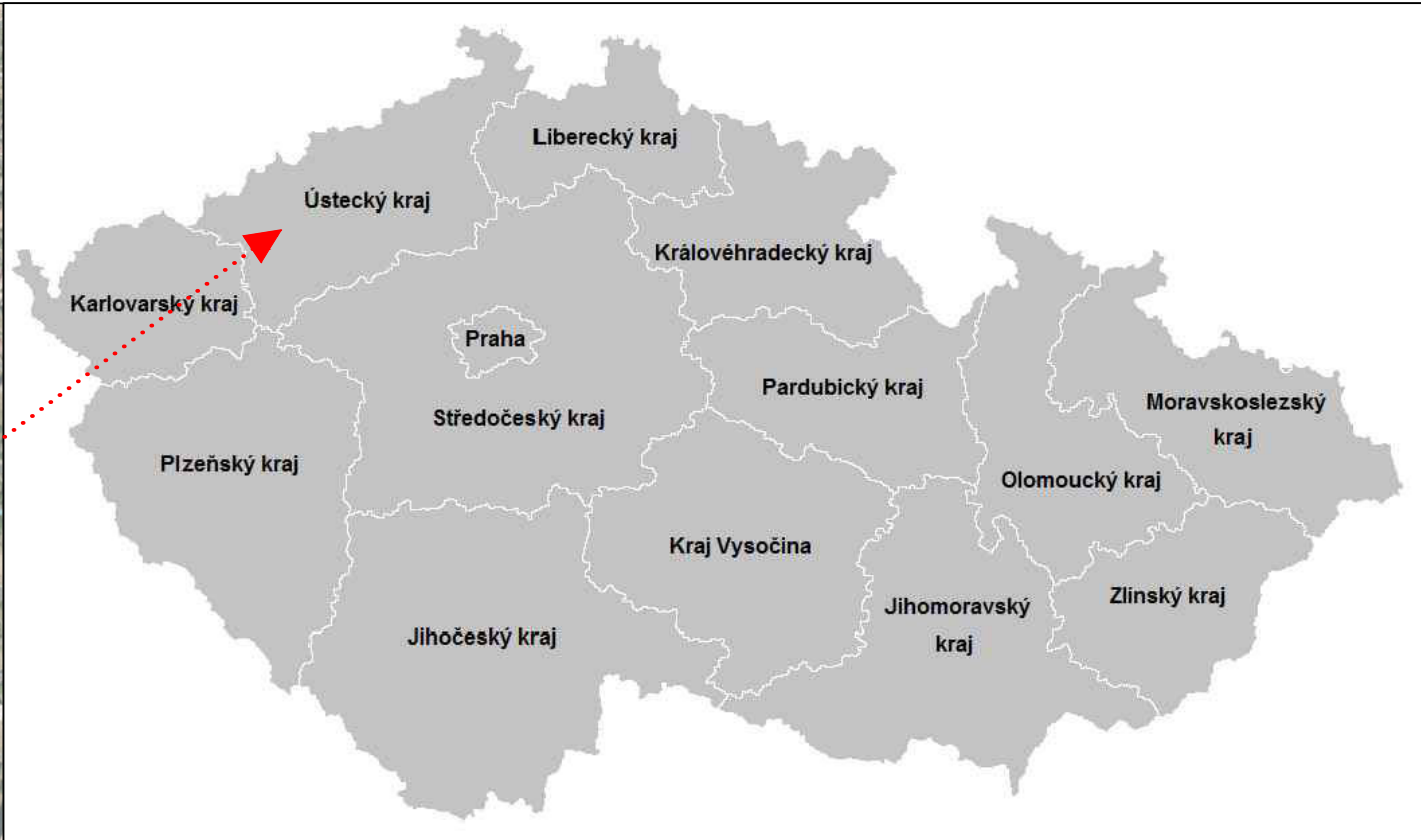 Liberecký kraj
Ústecký kraj
Královéhradecký kraj
Karlovarský kraj
Praha
Pardubický kraj
Středočeský kraj
Moravskoslezský
kraj
Plzeňský kraj
Olomoucký kraj
Kraj Vysočina
Zlínský kraj
Jihomoravský
kraj
Jihočeský kraj